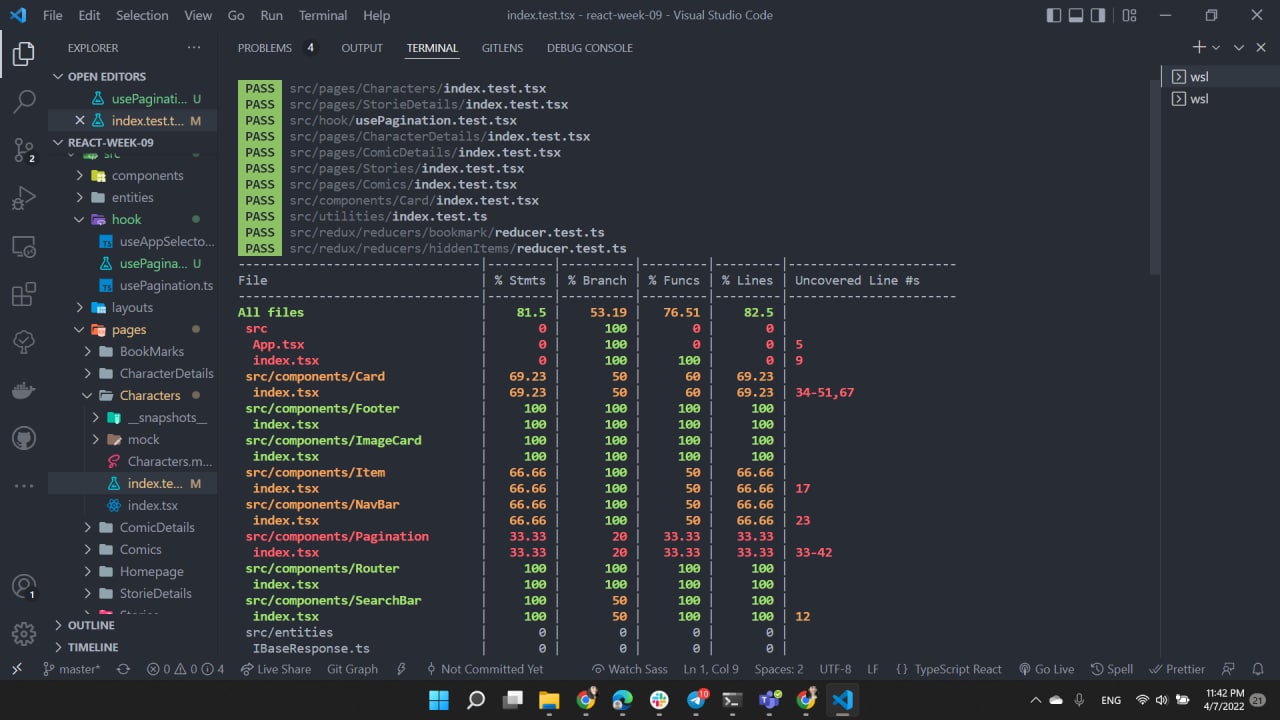 File Edit Selection View Go Run Terminal Help
index.test.tsx - react-week-09 - Visual Studio Code
EXPLORER
OPEN EDITORS
usePaginati... U
index.test.t... M
REACT-WEEK-09
src
components
entities
hook
useAppSelecto...
usePagina... U
usePagination.ts
layouts
pages
BookMarks
CharacterDetails
Characters
__snapshots__
mock
Characters.m...
index.te... M
index.tsx
ComicDetails
Comics
Homepage
StorieDetails
Stories
OUTLINE
TIMELINE
2
1
PROBLEMS 4 OUTPUT TERMINAL GITLENS DEBUG CONSOLE
wsl
wsl
PASS src/pages/Characters/index.test.tsx
PASS src/pages/StorieDetails/index.test.tsx
PASS src/hook/usePagination.test.tsx
PASS src/pages/CharacterDetails/index.test.tsx
PASS src/pages/ComicDetails/index.test.tsx
PASS src/pages/Stories/index.test.tsx
PASS src/pages/Comics/index.test.tsx
PASS src/components/Card/index.test.tsx
PASS src/utilities/index.test.ts
PASS src/redux/reducers/bookmark/reducer.test.ts
PASS src/redux/reducers/hiddenItems/reducer.test.ts
File | % Stmts | % Branch | % Funcs | % Lines | Uncovered Line #s
All files | 81.5 | 53.19 | 76.51 | 82.5 |
src | 0 | 100 | 0 | 0 |
App.tsx | 0 | 100 | 0 | 0 | 5
index.tsx | 0 | 100 | 100 | 0 | 9
src/components/Card | 69.23 | 50 | 60 | 69.23 |
index.tsx | 69.23 | 50 | 60 | 69.23 | 34-51,67
src/components/Footer | 100 | 100 | 100 | 100 |
index.tsx | 100 | 100 | 100 | 100 |
src/components/ImageCard | 100 | 100 | 100 | 100 |
index.tsx | 100 | 100 | 100 | 100 |
src/components/Item | 66.66 | 100 | 50 | 66.66 |
index.tsx | 66.66 | 100 | 50 | 66.66 | 17
src/components/NavBar | 66.66 | 100 | 50 | 66.66 |
index.tsx | 66.66 | 100 | 50 | 66.66 | 23
src/components/Pagination | 33.33 | 20 | 33.33 | 33.33 |
index.tsx | 33.33 | 20 | 33.33 | 33.33 | 33-42
src/components/Router | 100 | 100 | 100 | 100 |
index.tsx | 100 | 100 | 100 | 100 |
src/components/SearchBar | 100 | 50 | 100 | 100 |
index.tsx | 100 | 50 | 100 | 100 | 12
src/entities | 0 | 0 | 0 | 0 |
IBaseResponse.ts | 0 | 0 | 0 | 0 |
master* 0 0 4 Live Share Git Graph Not Committed Yet Watch Sass Ln 1, Col 9 Spaces: 2 UTF-8 LF {} TypeScript React Go Live Spell Prettier
10
ENG
11:42 PM
4/7/2022
21